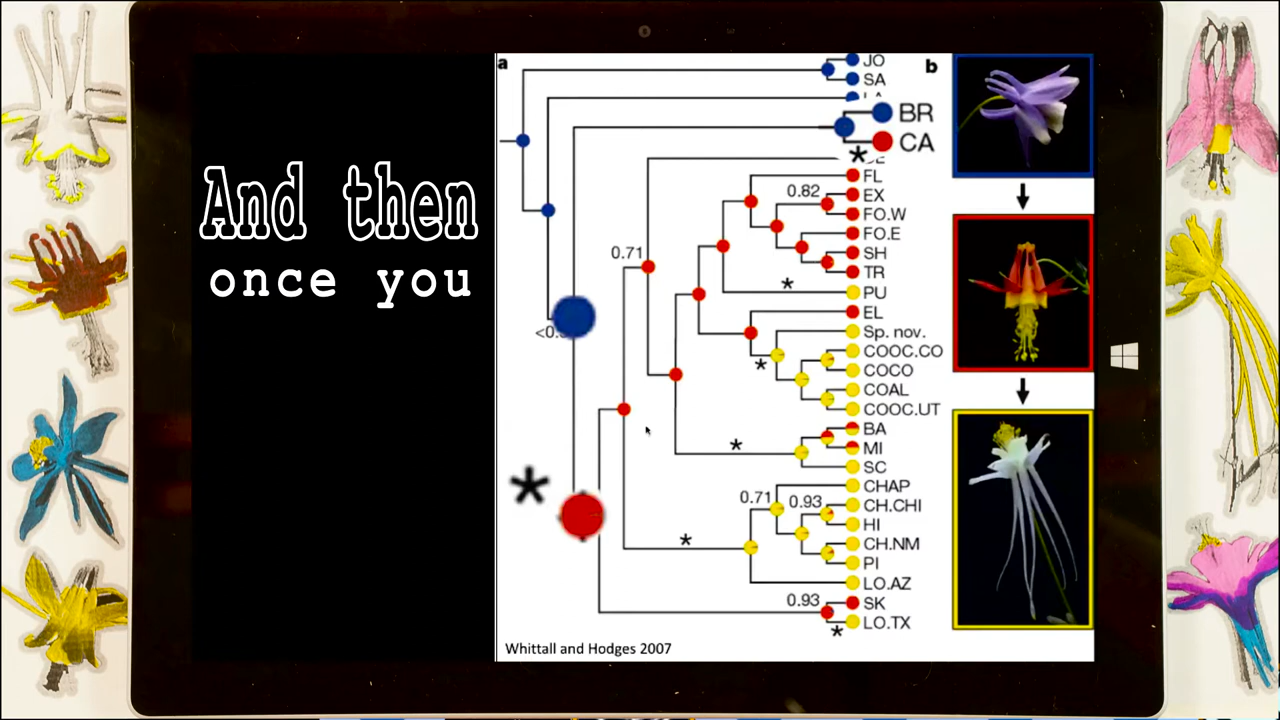 And then
once you
a
b
JO
SA
LA
BR
CA
*
FL
0.82
EX
FO.W
FO.E
SH
TR
0.71
*
PU
EL
<0.
Sp. nov.
*
COOC.CO
COCO
COAL
COOC.UT
BA
*
MI
SC
*
CHAP
0.71
0.93
CH.CHI
HI
*
CH.NM
PI
LO.AZ
0.93
SK
LO.TX
*
Whittall and Hodges 2007